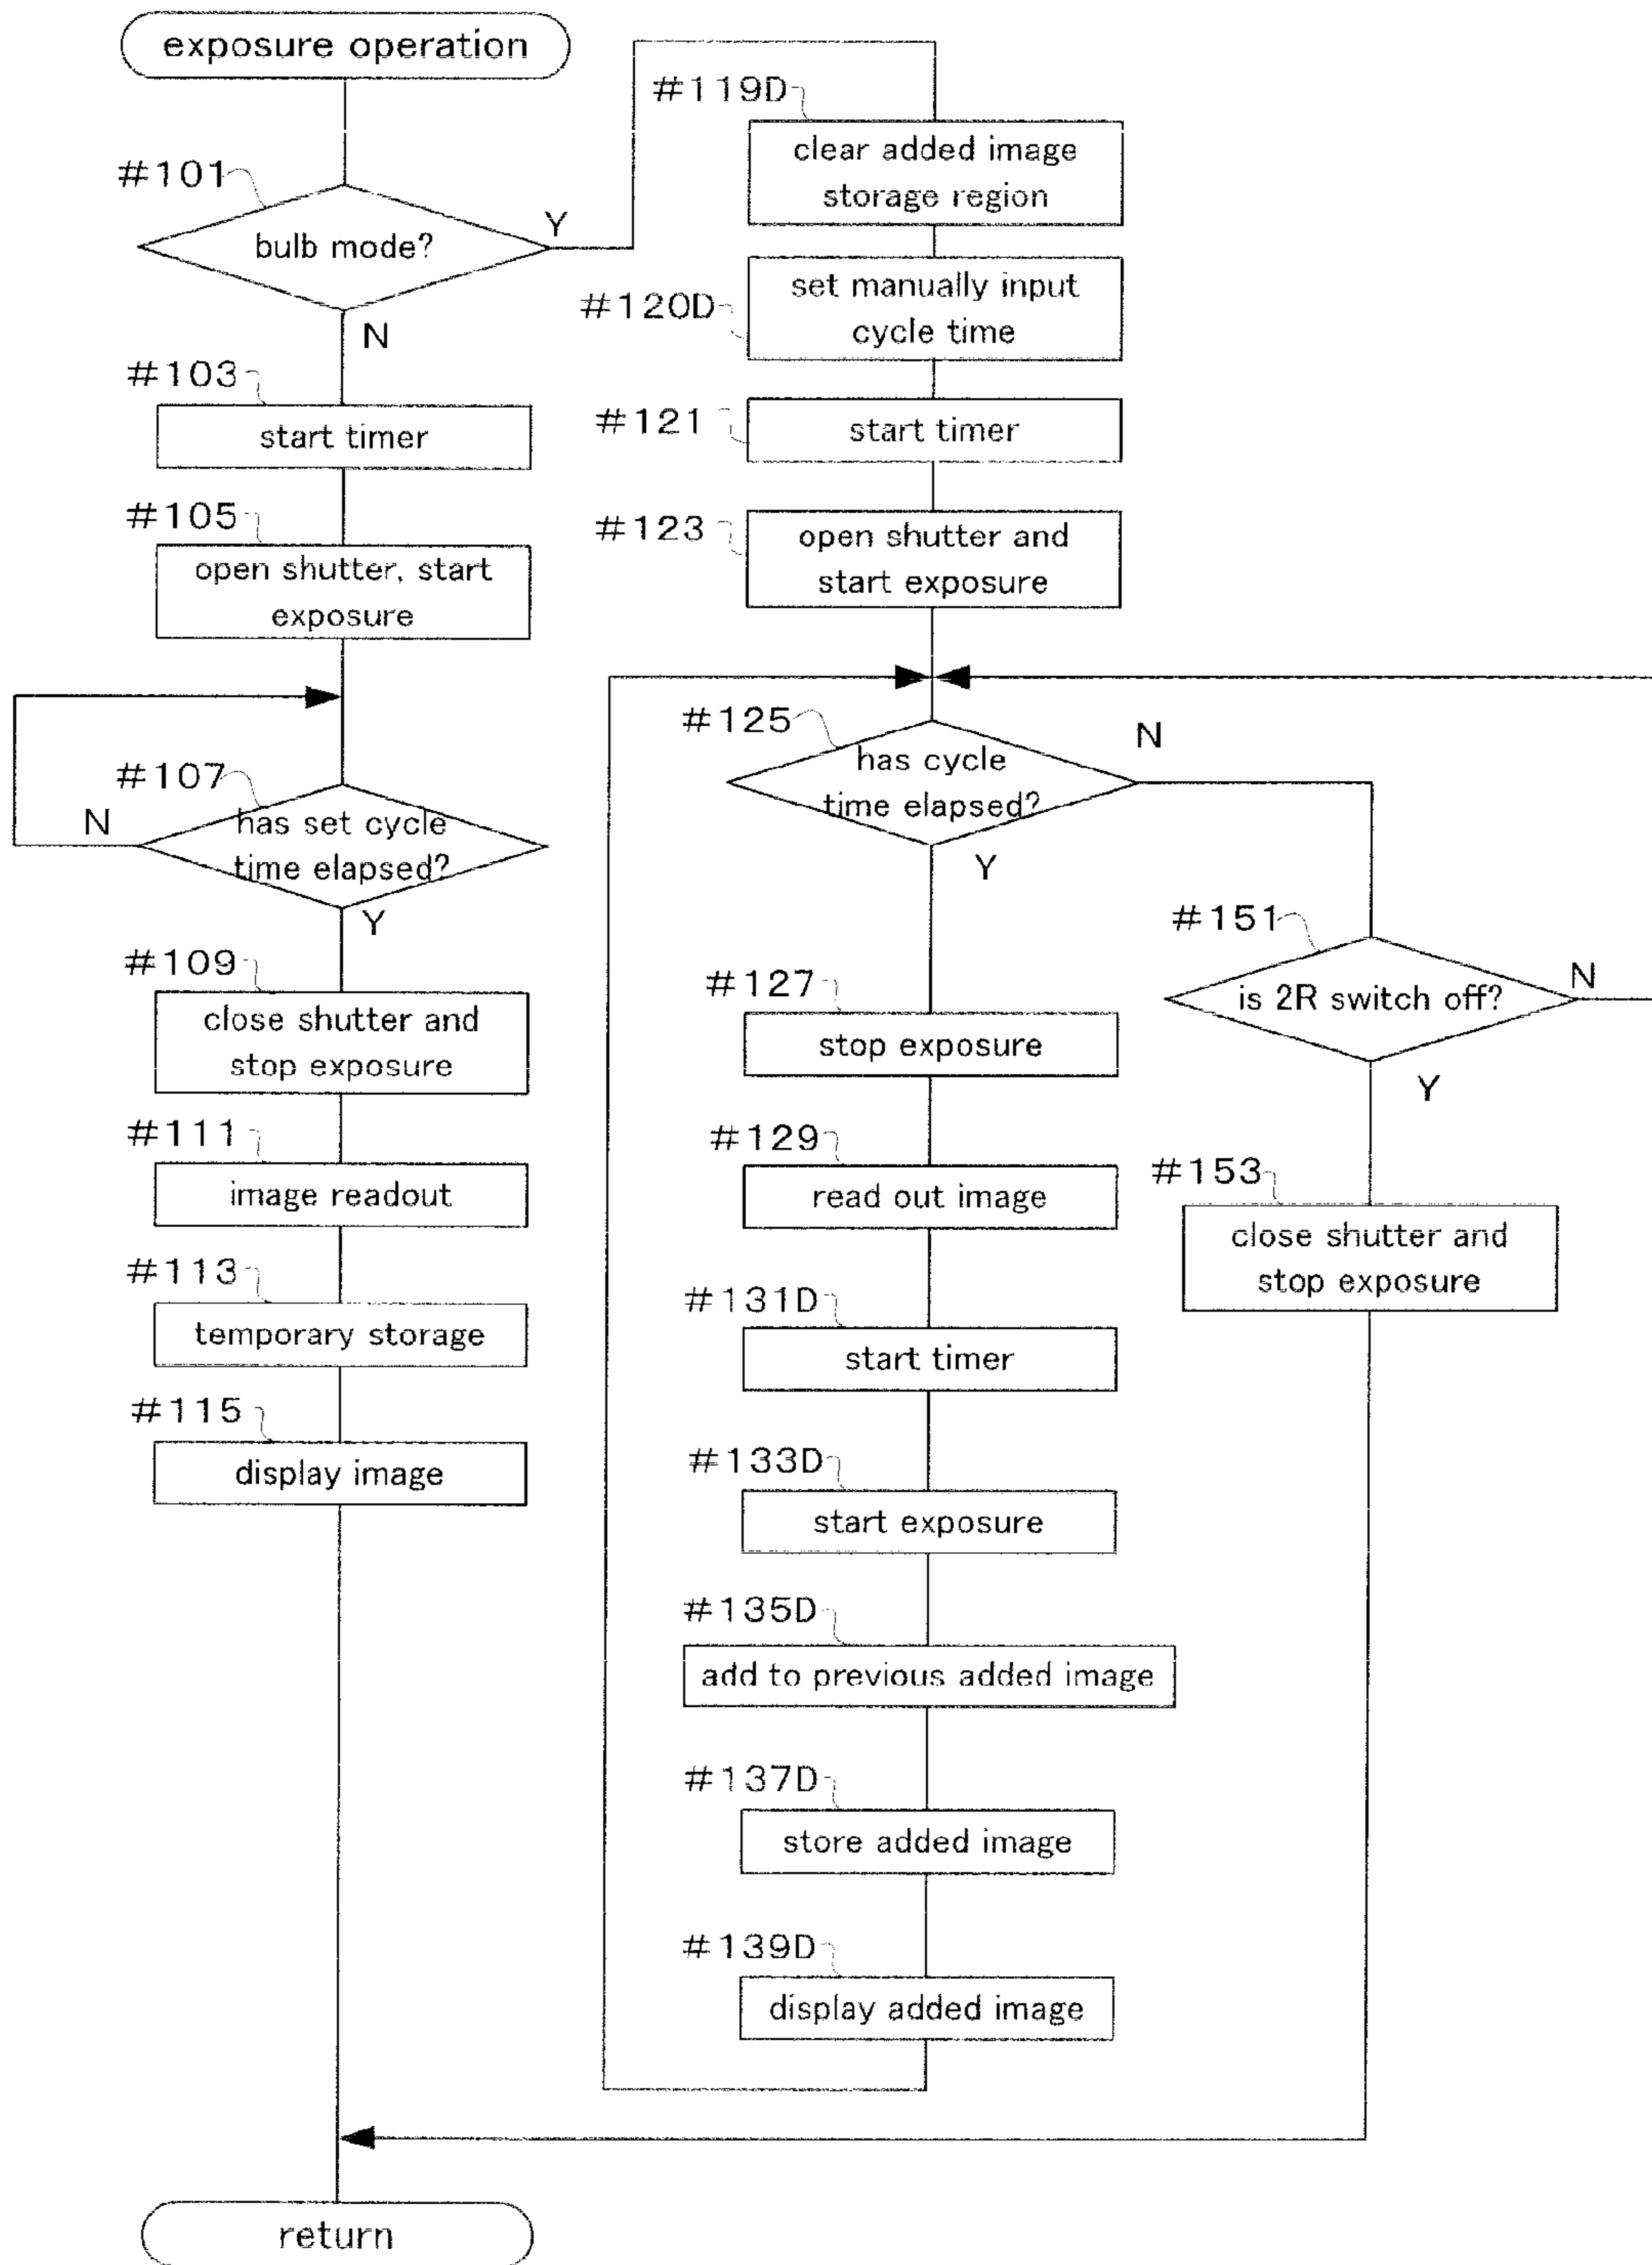 exposure operation
#101
bulb mode?
Y
N
#103
start timer
#105
open shutter, start
exposure
#107
has set cycle
time elapsed?
N
Y
#109
close shutter and
stop exposure
#111
image readout
#113
temporary storage
#115
display image
#119D
clear added image
storage region
#120D
set manually input
cycle time
#121
start timer
#123
open shutter and
start exposure
#125
has cycle
time elapsed?
N
Y
#127
stop exposure
#129
read out image
#131D
start timer
#133D
start exposure
#135D
add to previous added image
#137D
store added image
#139D
display added image
#151
is 2R switch off?
N
Y
#153
close shutter and
stop exposure
return